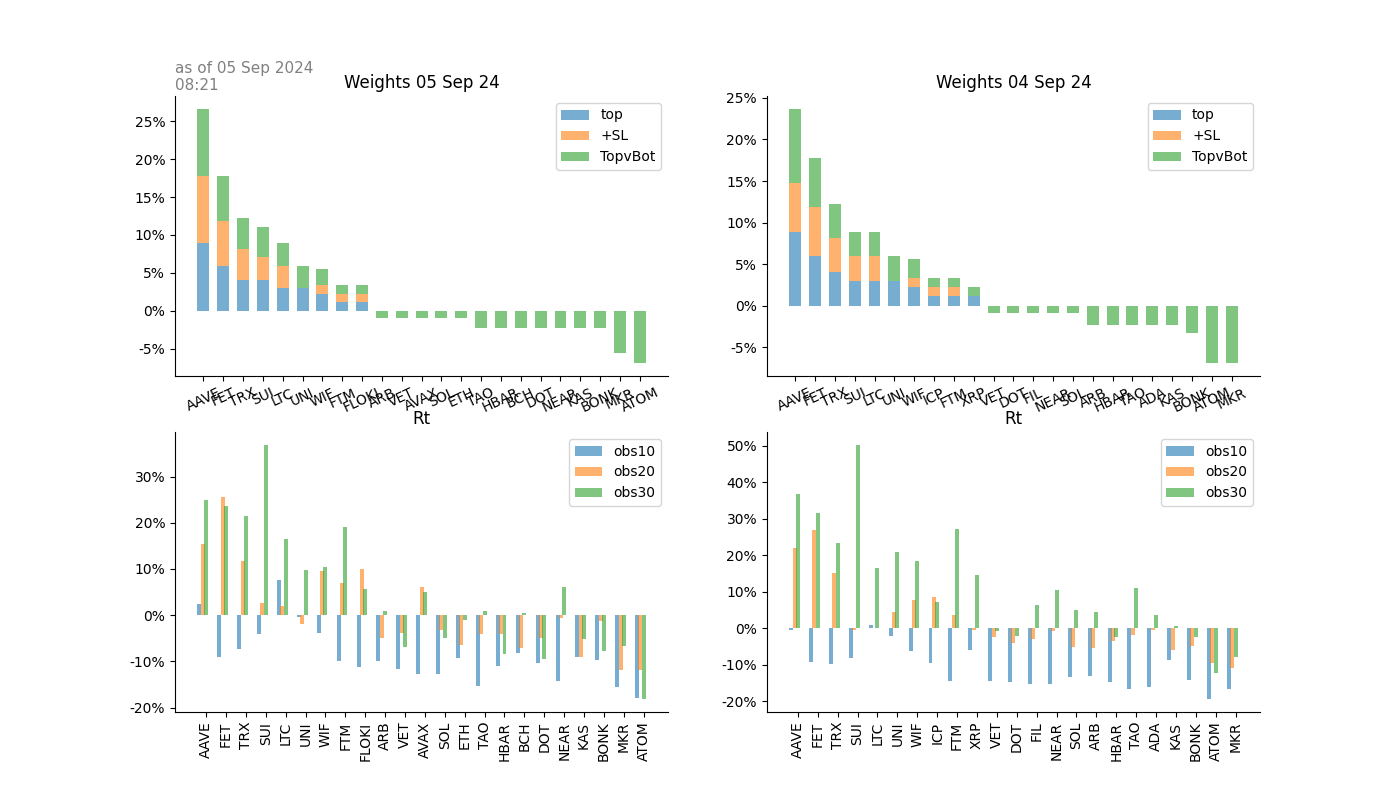 as of 05 Sep 2024
08:21
Weights 05 Sep 24
25%
20%
15%
10%
5%
0%
-5%
top
+SL
TopvBot
AAVE FET TRX SUI LTC UNI WIF FTM FLOKI ARB VET AVAX SOL ETH TAO HBAR BCH DOT NEAR KAS BONK MKR ATOM
Weights 04 Sep 24
25%
20%
15%
10%
5%
0%
-5%
top
+SL
TopvBot
AAVE FET TRX SUI LTC UNI WIF ICP FTM XRP VET DOT FIL NEAR SOL ARB HBAR TAO ADA KAS BONK ATOM MKR
Rt
30%
20%
10%
0%
-10%
-20%
obs10
obs20
obs30
AAVE FET TRX SUI LTC UNI WIF FTM FLOKI ARB VET AVAX SOL ETH TAO HBAR BCH DOT NEAR KAS BONK MKR ATOM
Rt
50%
40%
30%
20%
10%
0%
-10%
-20%
obs10
obs20
obs30
AAVE FET TRX SUI LTC UNI WIF ICP FTM XRP VET DOT FIL NEAR SOL ARB HBAR TAO ADA KAS BONK ATOM MKR